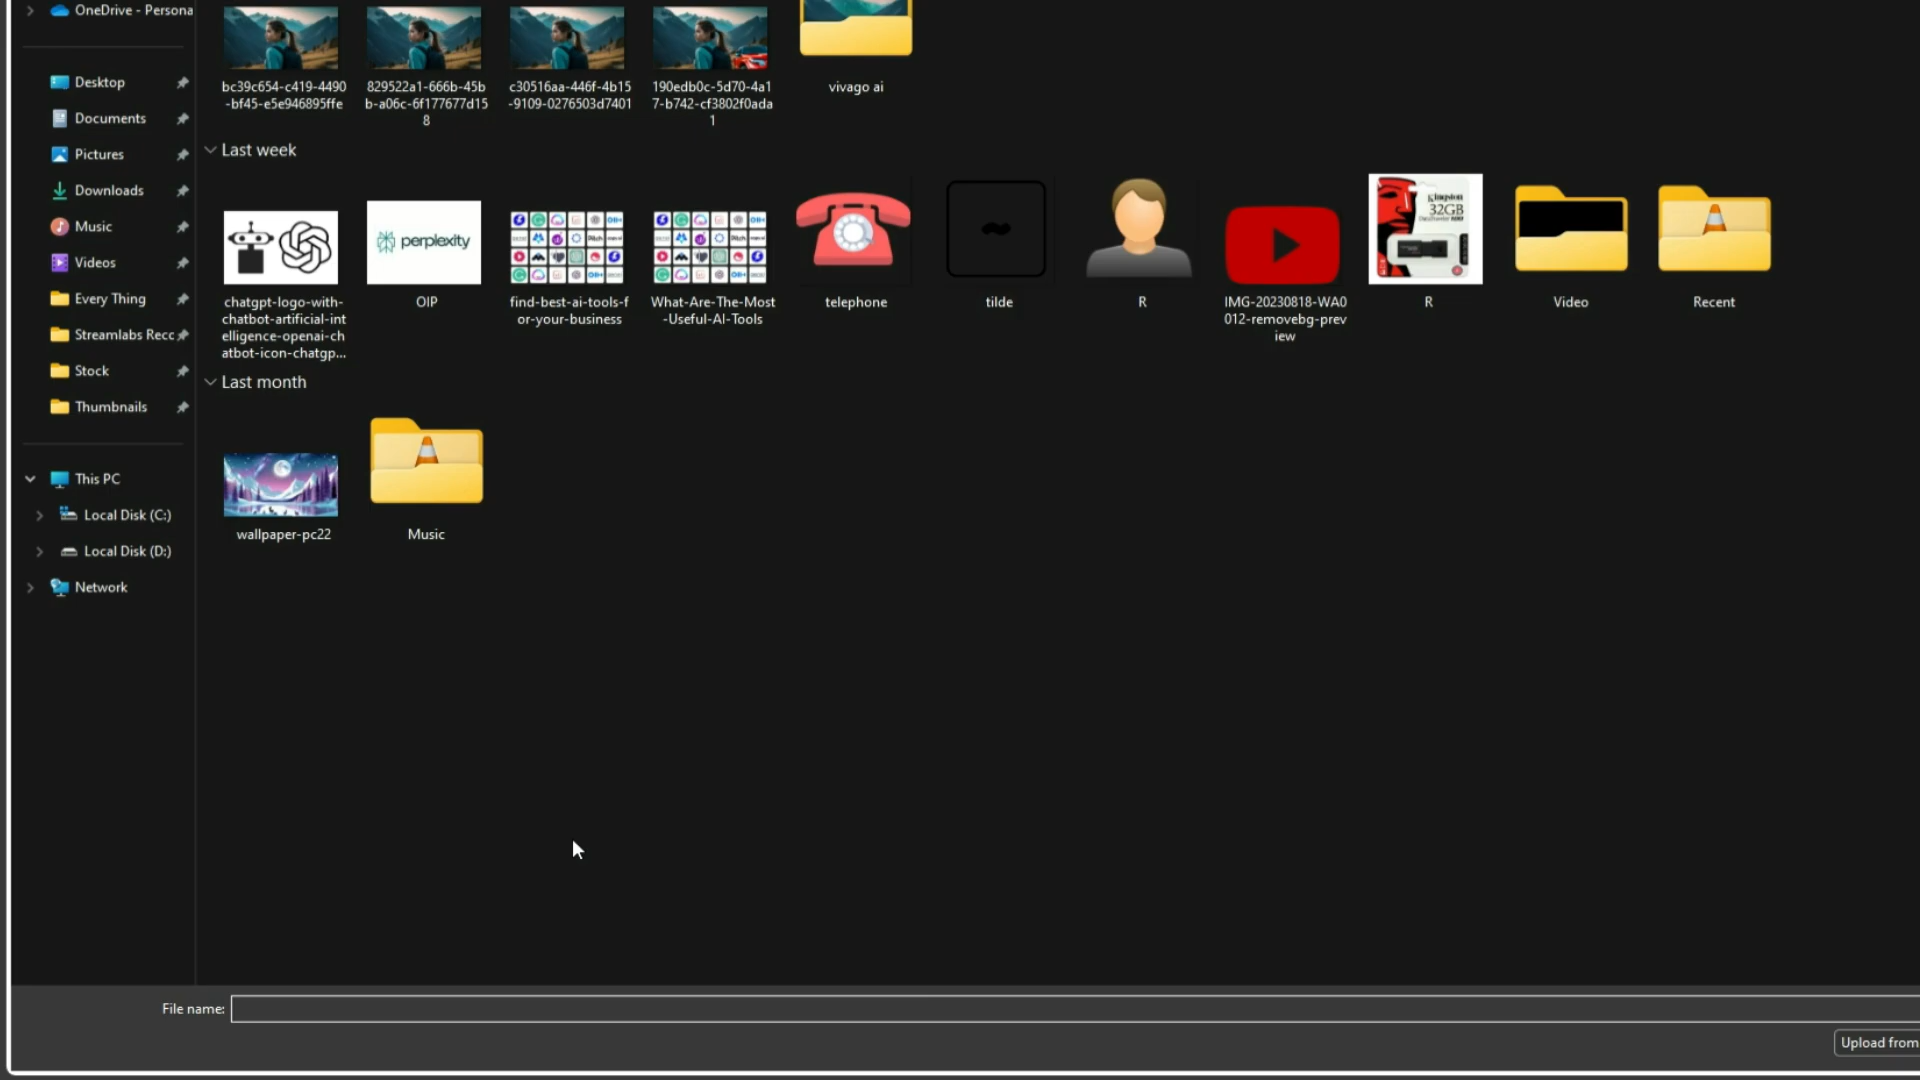 OneDrive - Persona
Desktop
Documents
Pictures
Downloads
Music
Videos
Every Thing
Streamlabs Recc
Stock
Thumbnails
This PC
Local Disk (C:)
Local Disk (D:)
Network
bc39c654-c419-4490
-bf45-e5e946895ffe
829522a1-666b-45b
b-a06c-6f177677d15
8
c30516aa-446f-4b15
-9109-0276503d7401
190edb0c-5d70-4a1
7-b742-cf3802f0ada
1
vivago ai
Last week
perplexity
Kingston
32GB
chatgpt-logo-with-
chatbot-artificial-int
elligence-openai-ch
atbot-icon-chatgp...
OIP
find-best-ai-tools-f
or-your-business
What-Are-The-Most
-Useful-AI-Tools
telephone
tilde
R
IMG-20230818-WA0
012-removebg-prev
iew
R
Video
Recent
Last month
wallpaper-pc22
Music
File name:
Upload from